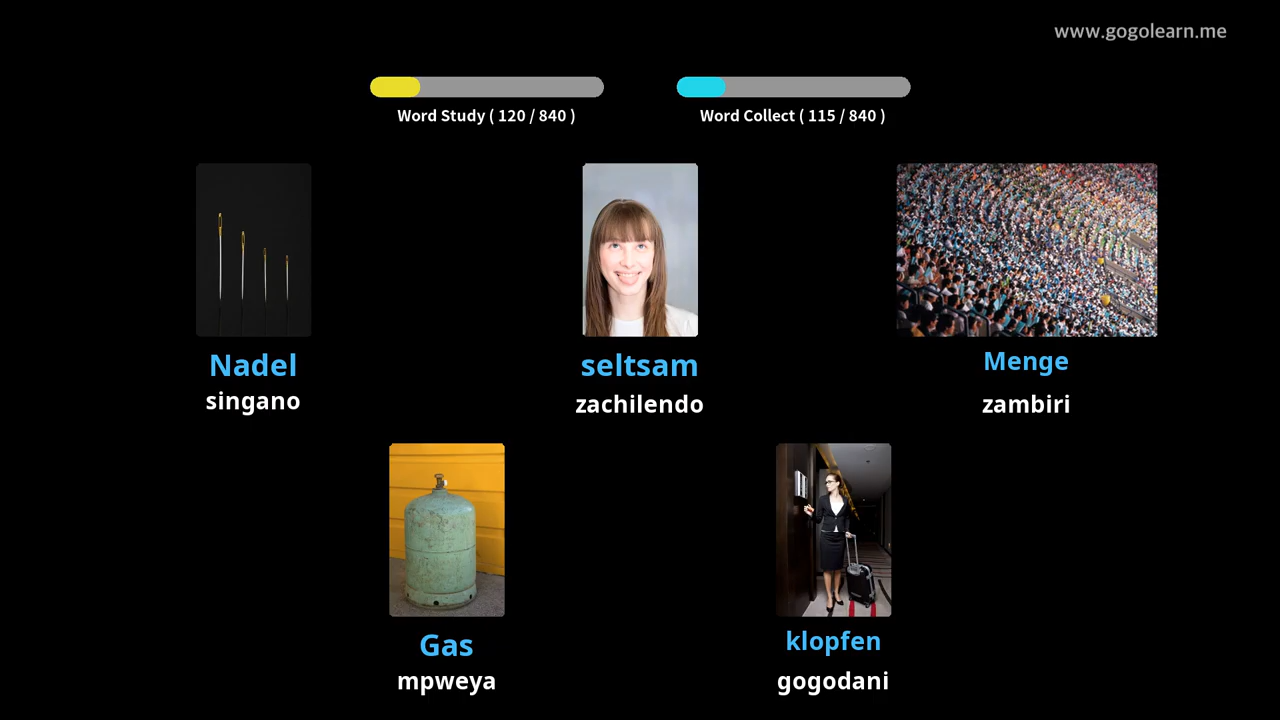 www.gogolearn.me
Word Study ( 120 / 840 )
Word Collect ( 115 / 840 )
Nadel
singano
seltsam
zachilendo
Menge
zambiri
Gas
mpweya
klopfen
gogodani